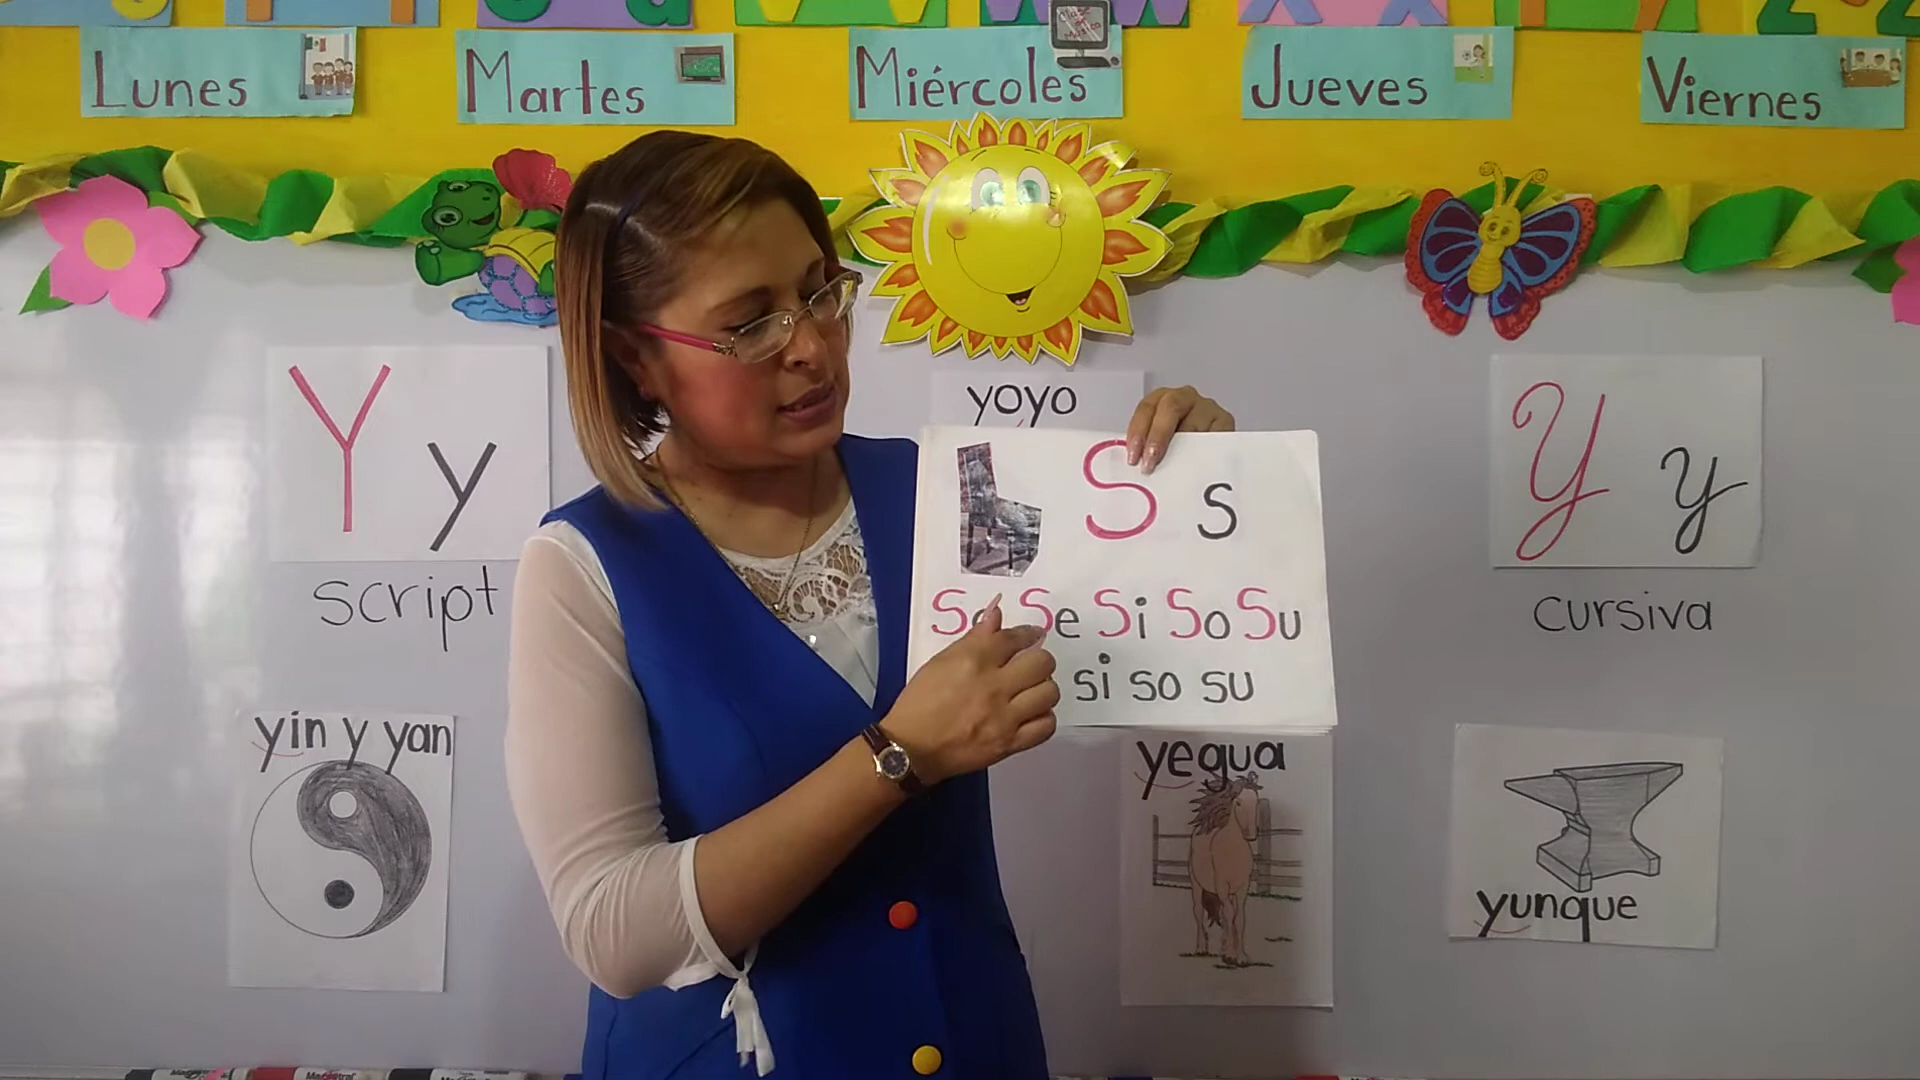 Lunes
Martes
Miércoles
Jueves
Viernes
Y y
script
yoyo
S s
Se Si So Su
si so su
Y y
cursiva
yin y yan
yegua
yunque